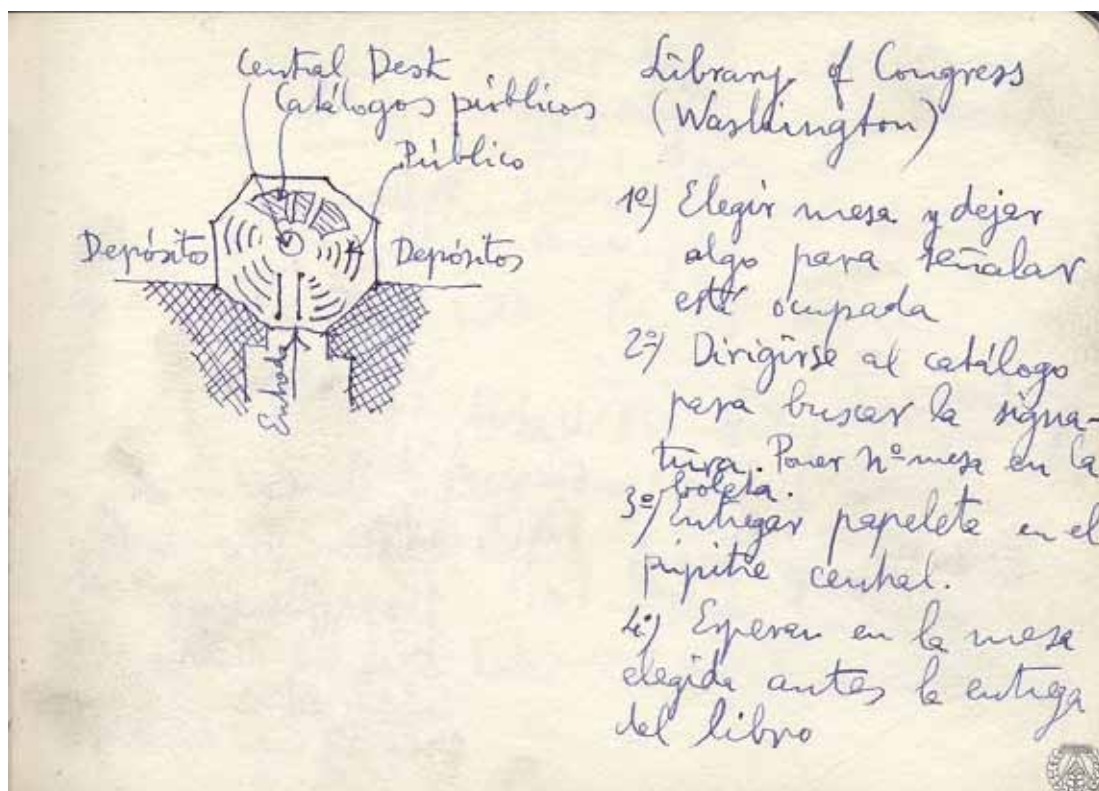 Central Desk
Catálogos públicos
Público
Depósitos
Depósitos
Entrada
Library of Congress
(Washington)
1º) Elegir mesa y dejar
algo para señalar
está ocupada
2º) Dirigirse al catálogo
para buscar la signa-
tura. Poner nº mesa en la
boleta.
3º) Entregar papeleta en el
pupitre central.
4º) Esperar en la mesa
elegida antes la entrega
del libro